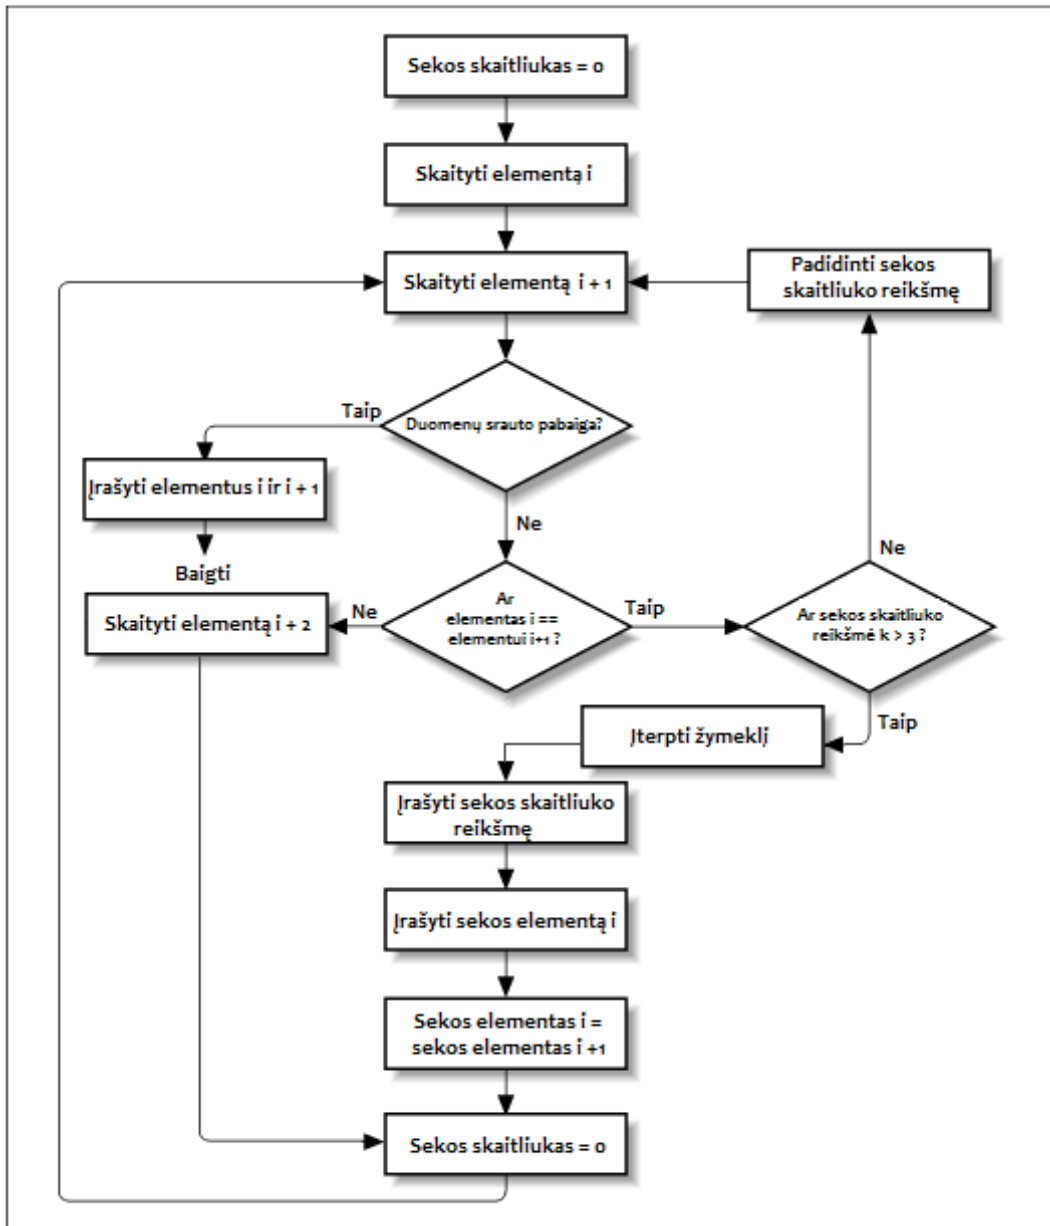 Sekos skaitliukas = 0
Skaityti elementą i
Skaityti elementą i + 1
Padidinti sekos
skaitliuko reikšmę
Taip
Duomenų srauto pabaiga?
Įrašyti elementus i ir i + 1
Ne
Ne
Baigti
Skaityti elementą i + 2
Ne
Ar
elementas i ==
elementui i+1 ?
Taip
Ar sekos skaitliuko
reikšmė k > 3 ?
Taip
Įterpti žymeklį
Įrašyti sekos skaitliuko
reikšmę
Įrašyti sekos elementą i
Sekos elementas i =
sekos elementas i +1
Sekos skaitliukas = 0